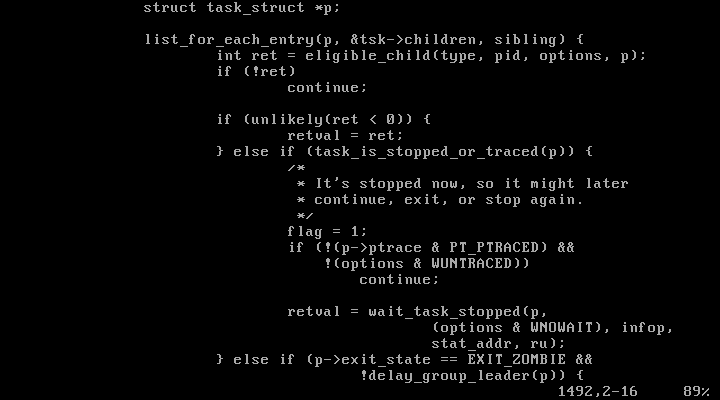 struct task_struct *p;
list_for_each_entry(p, &tsk->children, sibling) {
int ret = eligible_child(type, pid, options, p);
if (!ret)
continue;
if (unlikely(ret < 0)) {
retval = ret;
} else if (task_is_stopped_or_traced(p)) {
/*
* It's stopped now, so it might later
* continue, exit, or stop again.
*/
flag = 1;
if (!(p->ptrace & PT_PTRACED) &&
!(options & WUNTRACED))
continue;
retval = wait_task_stopped(p,
(options & WNOWAIT), infop,
stat_addr, ru);
} else if (p->exit_state == EXIT_ZOMBIE &&
!delay_group_leader(p)) {
1492,2-16 89%